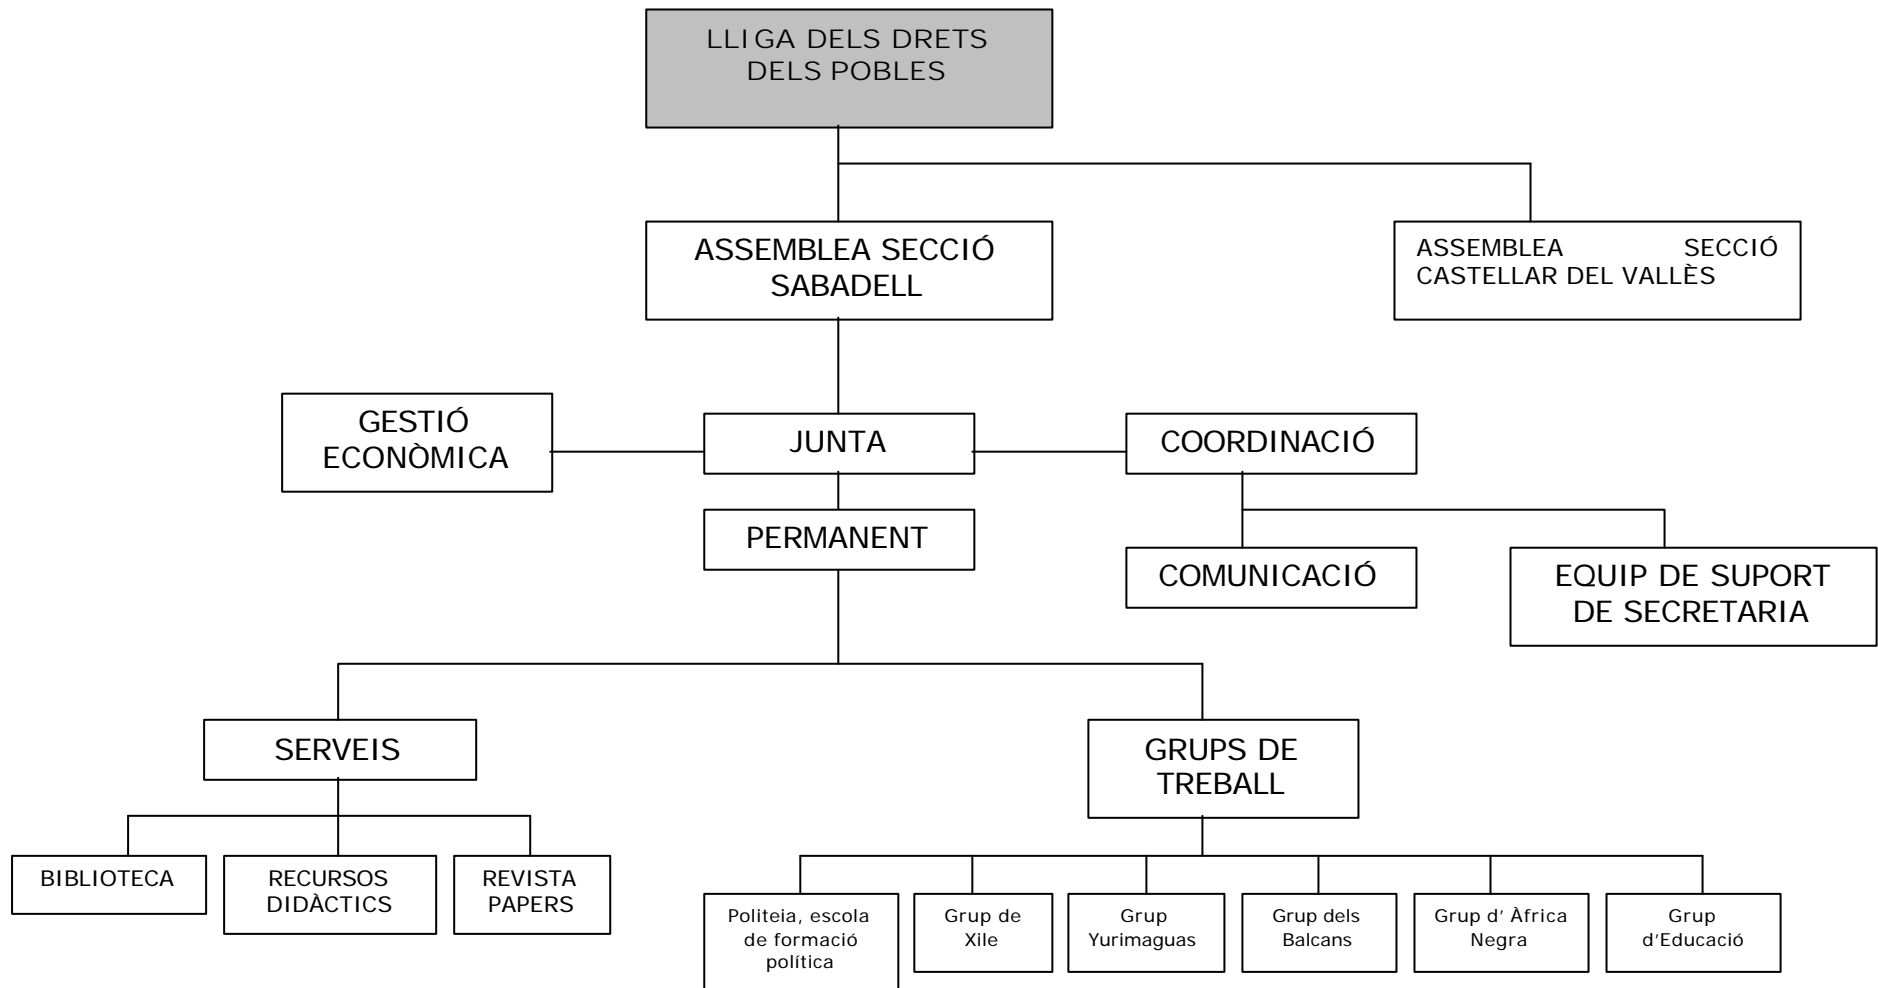 LLIGA DELS DRETS
DELS POBLES
ASSEMBLEA SECCIÓ
SABADELL
ASSEMBLEA SECCIÓ
CASTELLAR DEL VALLÈS
GESTIÓ
ECONÒMICA
JUNTA
COORDINACIÓ
PERMANENT
COMUNICACIÓ
EQUIP DE SUPORT
DE SECRETARIA
SERVEIS
GRUPS DE
TREBALL
BIBLIOTECA
RECURSOS
DIDÀCTICS
REVISTA
PAPERS
Politeia, escola
de formació
política
Grup de
Xile
Grup
Yurimaguas
Grup dels
Balcans
Grup d' Àfrica
Negra
Grup
d'Educació